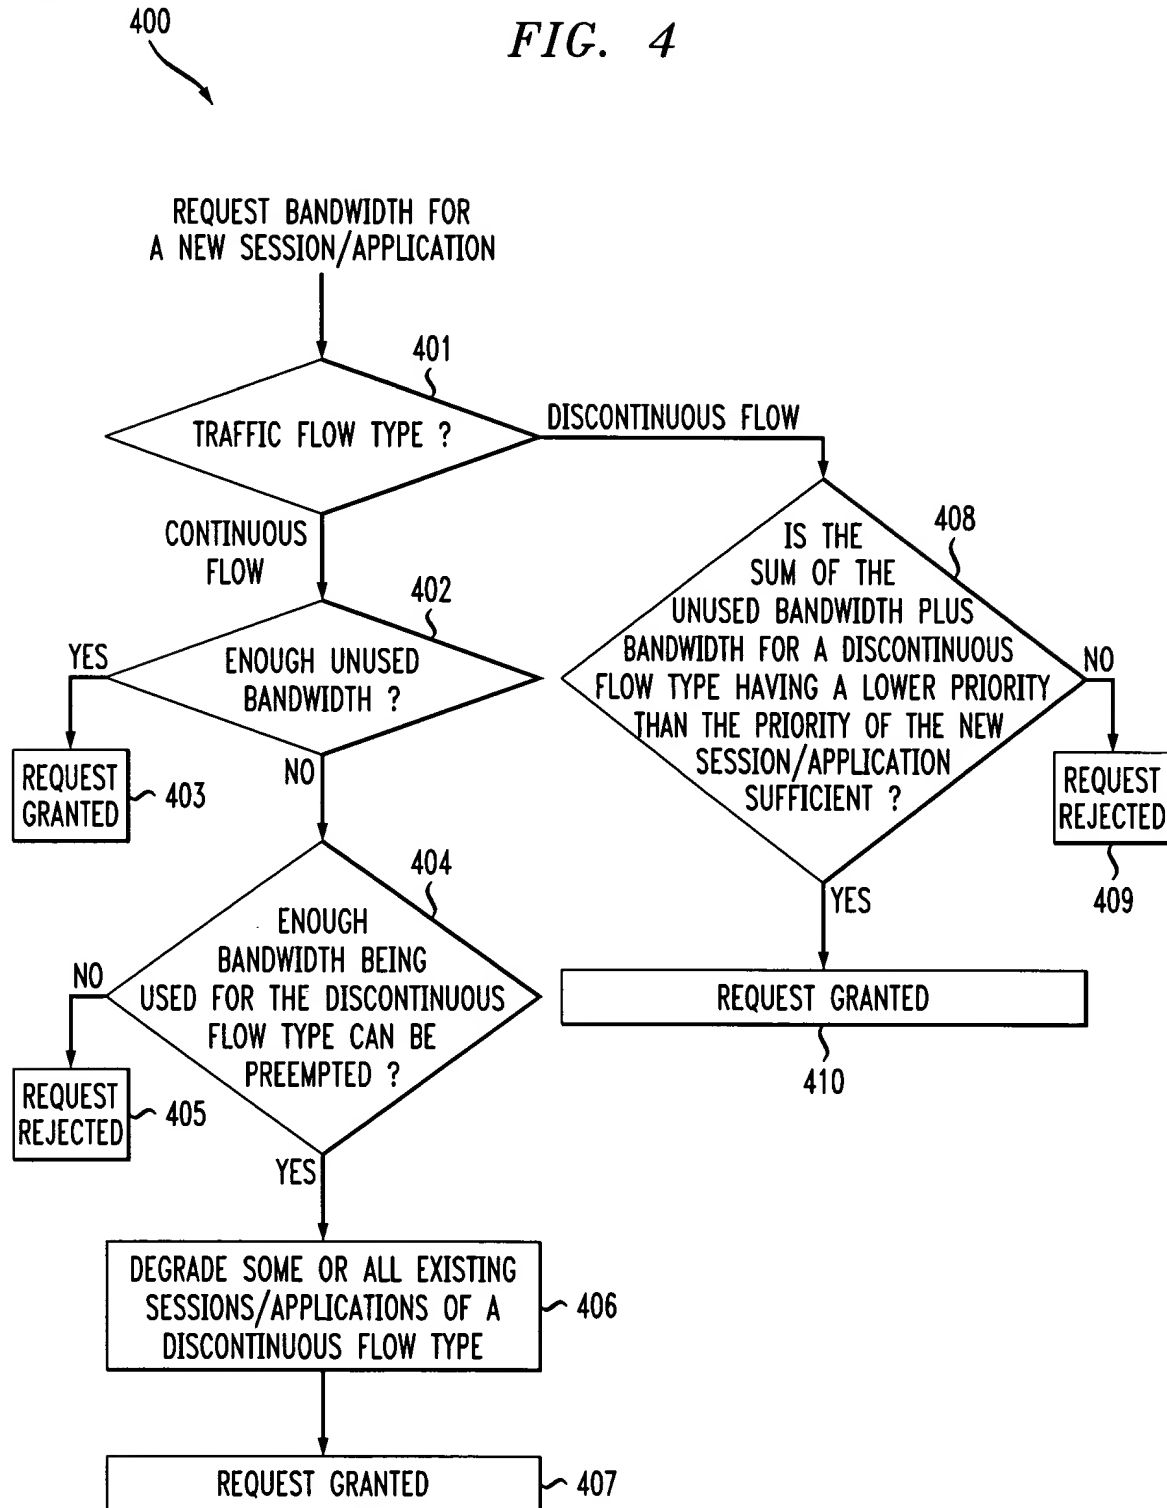 400
FIG. 4
REQUEST BANDWIDTH FOR
A NEW SESSION/APPLICATION
401
TRAFFIC FLOW TYPE ?
DISCONTINUOUS FLOW
CONTINUOUS
FLOW
402
ENOUGH UNUSED
BANDWIDTH ?
YES
REQUEST
GRANTED
403
NO
408
IS THE
SUM OF THE
UNUSED BANDWIDTH PLUS
BANDWIDTH FOR A DISCONTINUOUS
FLOW TYPE HAVING A LOWER PRIORITY
THAN THE PRIORITY OF THE NEW
SESSION/APPLICATION
SUFFICIENT ?
NO
REQUEST
REJECTED
409
YES
REQUEST GRANTED
410
404
ENOUGH
BANDWIDTH BEING
USED FOR THE DISCONTINUOUS
FLOW TYPE CAN BE
PREEMPTED ?
NO
REQUEST
REJECTED
405
YES
DEGRADE SOME OR ALL EXISTING
SESSIONS/APPLICATIONS OF A
DISCONTINUOUS FLOW TYPE
406
REQUEST GRANTED
407